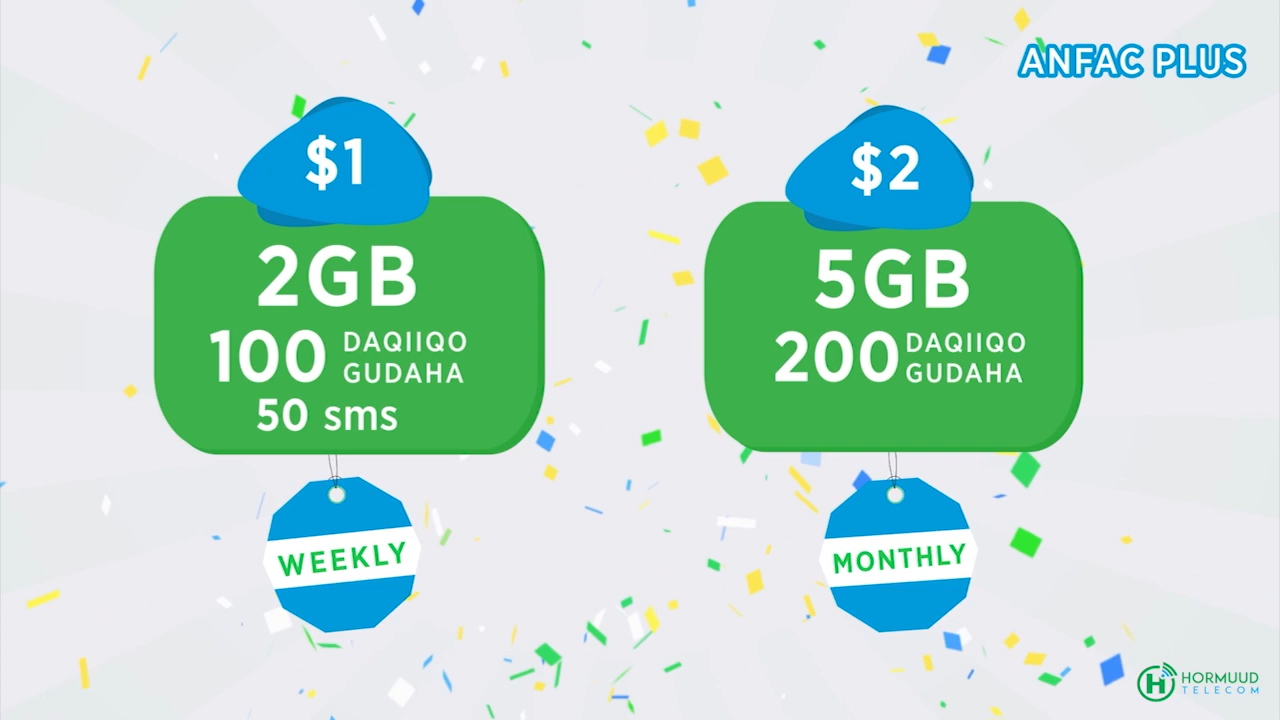 ANFAC PLUS
$1
2GB
100 DAQIIQO GUDAHA
50 sms
WEEKLY
$2
5GB
200 DAQIIQO GUDAHA
MONTHLY
HORMUUD
TELECOM